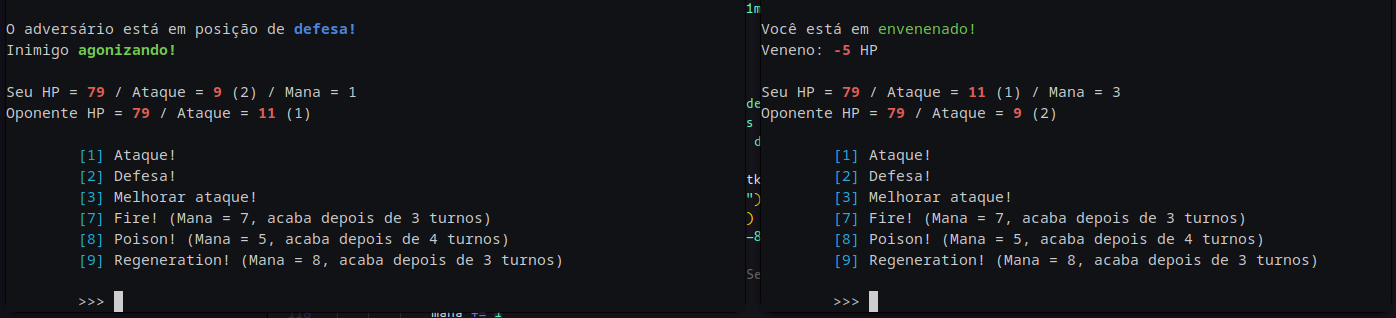 O adversário está em posição de defesa!
Inimigo agonizando!
Seu HP = 79 / Ataque = 9 (2) / Mana = 1
Oponente HP = 79 / Ataque = 11 (1)
[1] Ataque!
[2] Defesa!
[3] Melhorar ataque!
[7] Fire! (Mana = 7, acaba depois de 3 turnos)
[8] Poison! (Mana = 5, acaba depois de 4 turnos)
[9] Regeneration! (Mana = 8, acaba depois de 3 turnos)
>>>
1m
de
s
d
tk
")
)
-8
Se
Você está em envenenado!
Veneno: -5 HP
Seu HP = 79 / Ataque = 11 (1) / Mana = 3
Oponente HP = 79 / Ataque = 9 (2)
[1] Ataque!
[2] Defesa!
[3] Melhorar ataque!
[7] Fire! (Mana = 7, acaba depois de 3 turnos)
[8] Poison! (Mana = 5, acaba depois de 4 turnos)
[9] Regeneration! (Mana = 8, acaba depois de 3 turnos)
>>>